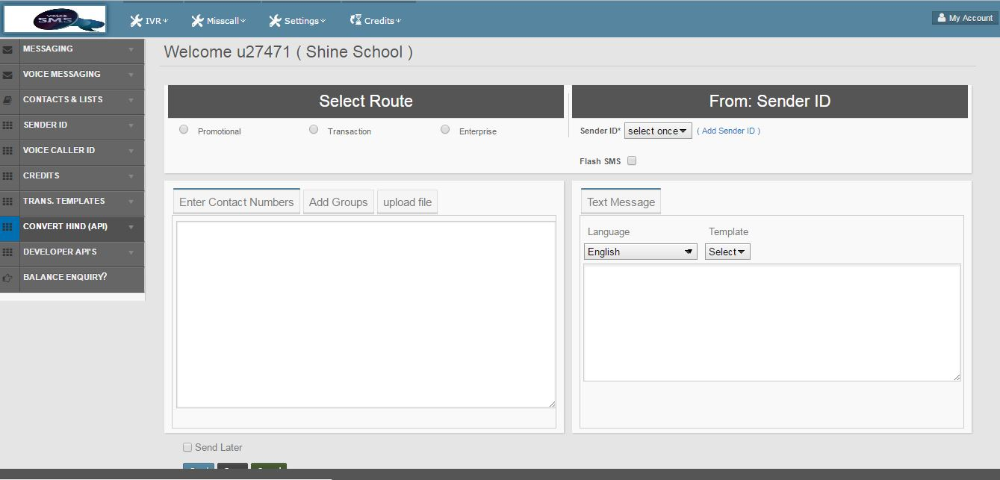 VOICE
SMS
IVR
Misscall
Settings
Credits
My Account
MESSAGING
VOICE MESSAGING
CONTACTS & LISTS
SENDER ID
VOICE CALLER ID
CREDITS
TRANS. TEMPLATES
CONVERT HIND (API)
DEVELOPER API'S
BALANCE ENQUIRY?
Welcome u27471 ( Shine School )
Select Route
Promotional Transaction Enterprise
From: Sender ID
Sender ID* select once ( Add Sender ID )
Flash SMS
Enter Contact Numbers Add Groups upload file
Text Message
Language Template
English Select
Send Later